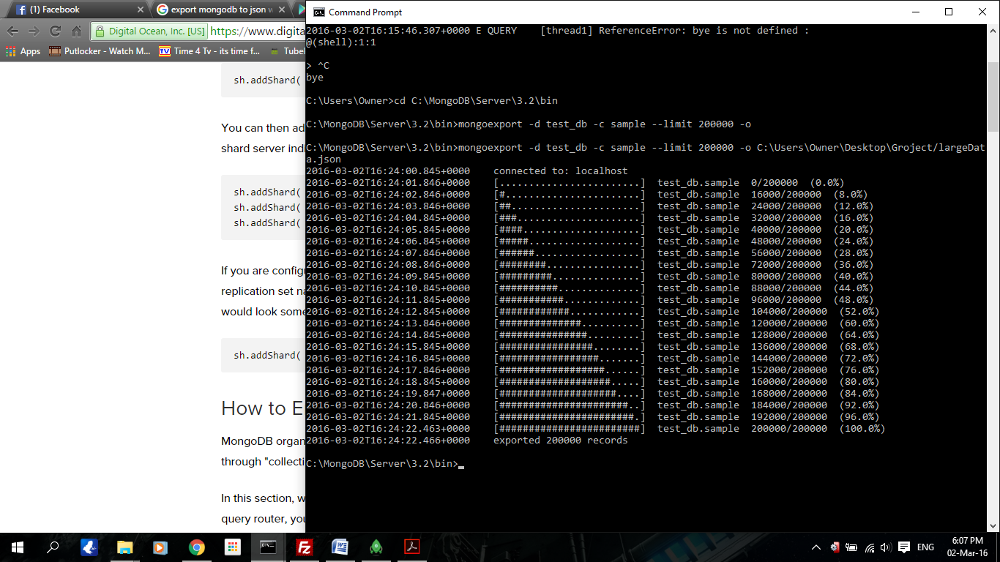 (1) Facebook
export mongodb to json w
Digital Ocean, Inc. [US]
https://www.digita
Apps
Putlocker - Watch M...
Time 4 Tv - its time f...
Tubel
sh.addShard(
You can then ad
shard server indi
sh.addShard(
sh.addShard(
sh.addShard(
If you are configu
replication set na
would look some
sh.addShard(
How to E
MongoDB organ
through "collecti
In this section, w
query router, you
Command Prompt
2016-03-02T16:15:46.307+0000 E QUERY    [thread1] ReferenceError: bye is not defined :
@(shell):1:1
> ^C
bye
C:\Users\Owner>cd C:\MongoDB\Server\3.2\bin
C:\MongoDB\Server\3.2\bin>mongoexport -d test_db -c sample --limit 200000 -o
C:\MongoDB\Server\3.2\bin>mongoexport -d test_db -c sample --limit 200000 -o C:\Users\Owner\Desktop\Groject/largeDat
a.json
2016-03-02T16:24:00.845+0000    connected to: localhost
2016-03-02T16:24:01.846+0000    [........................]  test_db.sample  0/200000  (0.0%)
2016-03-02T16:24:02.846+0000    [#.......................]  test_db.sample  16000/200000  (8.0%)
2016-03-02T16:24:03.846+0000    [##......................]  test_db.sample  24000/200000  (12.0%)
2016-03-02T16:24:04.845+0000    [###.....................]  test_db.sample  32000/200000  (16.0%)
2016-03-02T16:24:05.845+0000    [####....................]  test_db.sample  40000/200000  (20.0%)
2016-03-02T16:24:06.845+0000    [#####...................]  test_db.sample  48000/200000  (24.0%)
2016-03-02T16:24:07.846+0000    [######..................]  test_db.sample  56000/200000  (28.0%)
2016-03-02T16:24:08.846+0000    [########................]  test_db.sample  72000/200000  (36.0%)
2016-03-02T16:24:09.845+0000    [#########...............]  test_db.sample  80000/200000  (40.0%)
2016-03-02T16:24:10.845+0000    [##########..............]  test_db.sample  88000/200000  (44.0%)
2016-03-02T16:24:11.845+0000    [###########.............]  test_db.sample  96000/200000  (48.0%)
2016-03-02T16:24:12.845+0000    [############............]  test_db.sample  104000/200000  (52.0%)
2016-03-02T16:24:13.846+0000    [##############..........]  test_db.sample  120000/200000  (60.0%)
2016-03-02T16:24:14.845+0000    [###############.........]  test_db.sample  128000/200000  (64.0%)
2016-03-02T16:24:15.845+0000    [################........]  test_db.sample  136000/200000  (68.0%)
2016-03-02T16:24:16.845+0000    [#################.......]  test_db.sample  144000/200000  (72.0%)
2016-03-02T16:24:17.846+0000    [##################......]  test_db.sample  152000/200000  (76.0%)
2016-03-02T16:24:18.845+0000    [###################.....]  test_db.sample  160000/200000  (80.0%)
2016-03-02T16:24:19.847+0000    [####################....]  test_db.sample  168000/200000  (84.0%)
2016-03-02T16:24:20.846+0000    [######################..]  test_db.sample  184000/200000  (92.0%)
2016-03-02T16:24:21.845+0000    [#######################.]  test_db.sample  192000/200000  (96.0%)
2016-03-02T16:24:22.463+0000    [########################]  test_db.sample  200000/200000  (100.0%)
2016-03-02T16:24:22.466+0000    exported 200000 records
C:\MongoDB\Server\3.2\bin>
ENG
6:07 PM
02-Mar-16